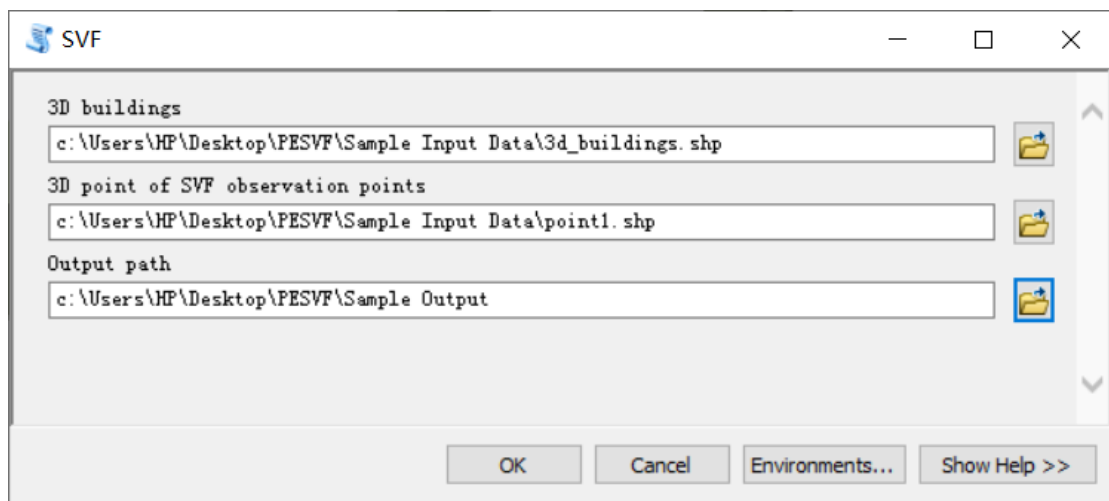 SVF
3D buildings
c:\Users\HP\Desktop\PESVF\Sample Input Data\3d_buildings.shp
3D point of SVF observation points
c:\Users\HP\Desktop\PESVF\Sample Input Data\point1.shp
Output path
c:\Users\HP\Desktop\PESVF\Sample Output
OK Cancel Environments... Show Help >>